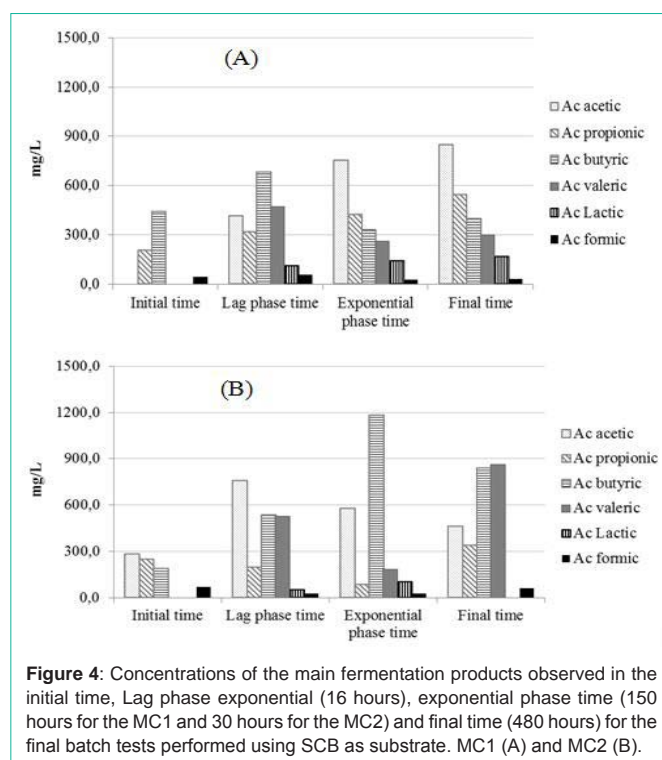 (A)
1500,0
1200,0
900,0
600,0
300,0
0,0
mg/L
Ac acetic
Ac propionic
Ac butyric
Ac valeric
Ac Lactic
Ac formic
Initial time
Lag phase time
Exponential
phase time
Final time
(B)
1500,0
1200,0
900,0
600,0
300,0
0,0
mg/L
Ac acetic
Ac propionic
Ac butyric
Ac valeric
Ac Lactic
Ac formic
Initial time
Lag phase time
Exponential
phase time
Final time
Figure 4: Concentrations of the main fermentation products observed in the
initial time, Lag phase exponential (16 hours), exponential phase time (150
hours for the MC1 and 30 hours for the MC2) and final time (480 hours) for the
final batch tests performed using SCB as substrate. MC1 (A) and MC2 (B).